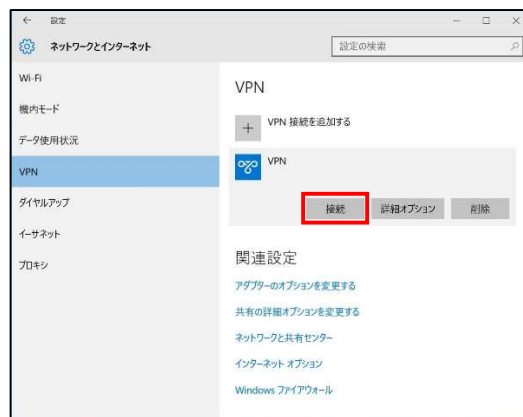 設定
ネットワークとインターネット
設定の検索
Wi-Fi
機内モード
データ使用状況
VPN
ダイヤルアップ
イーサネット
プロキシ
VPN
VPN 接続を追加する
VPN
接続 詳細オプション 削除
関連設定
アダプターのオプションを変更する
共有の詳細オプションを変更する
ネットワークと共有センター
インターネット オプション
Windows ファイアウォール